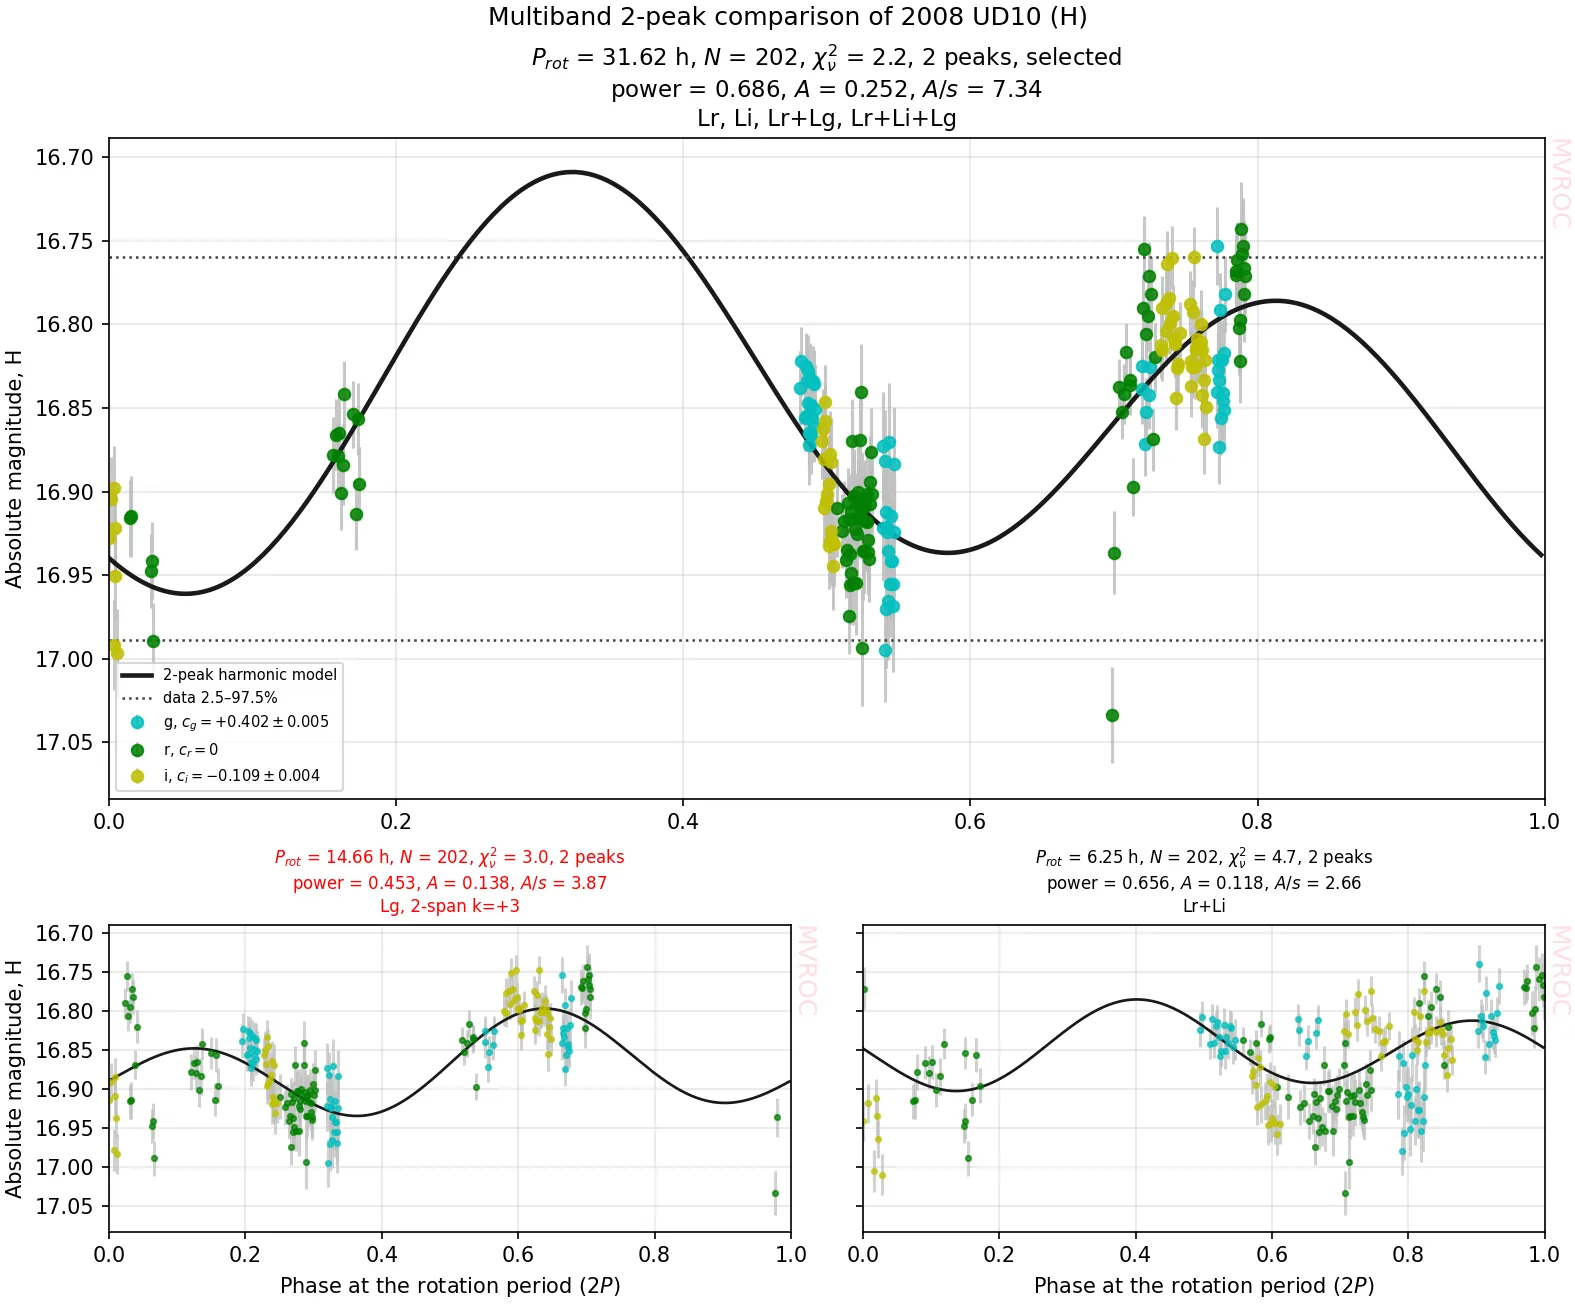 Multiband 2-peak comparison of 2008 UD10 (H)
P_rot = 31.62 h, N = 202, χ²_ν = 2.2, 2 peaks, selected
power = 0.686, A = 0.252, A/s = 7.34
Lr, Li, Lr+Lg, Lr+Li+Lg
MVROC
Absolute magnitude, H
16.70
16.75
16.80
16.85
16.90
16.95
17.00
17.05
2-peak harmonic model
data 2.5–97.5%
g, c_g = +0.402 ± 0.005
r, c_r = 0
i, c_i = −0.109 ± 0.004
0.0 0.2 0.4 0.6 0.8 1.0
P_rot = 14.66 h, N = 202, χ²_ν = 3.0, 2 peaks
power = 0.453, A = 0.138, A/s = 3.87
Lg, 2-span k=+3
MVROC
Absolute magnitude, H
16.70
16.75
16.80
16.85
16.90
16.95
17.00
17.05
0.0 0.2 0.4 0.6 0.8 1.0
Phase at the rotation period (2P)
P_rot = 6.25 h, N = 202, χ²_ν = 4.7, 2 peaks
power = 0.656, A = 0.118, A/s = 2.66
Lr+Li
MVROC
0.0 0.2 0.4 0.6 0.8 1.0
Phase at the rotation period (2P)